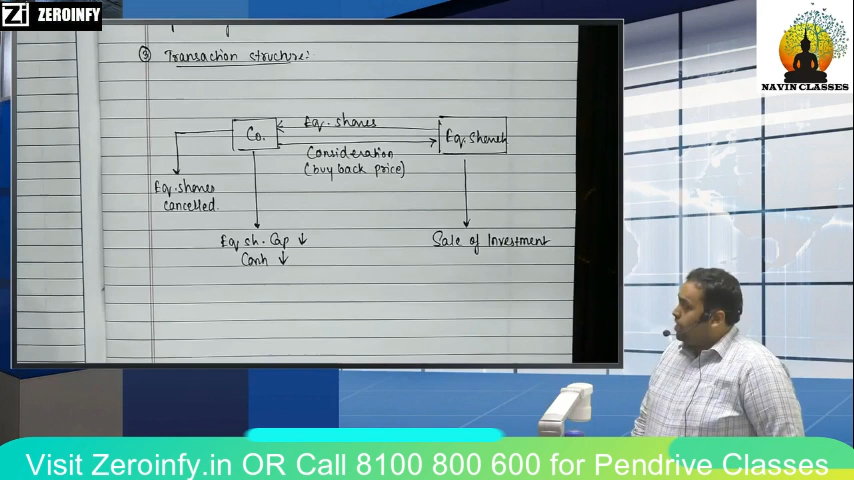 Zi ZEROINFY
NAVIN CLASSES
③ Transaction structure:
Eq. shares
Co.
Eq. shareh
Consideration
(buy back price)
Eq. shares
cancelled.
Eq sh. Cap ↓
Cash ↓
Sale of Investment
Visit Zeroinfy.in OR Call 8100 800 600 for Pendrive Classes